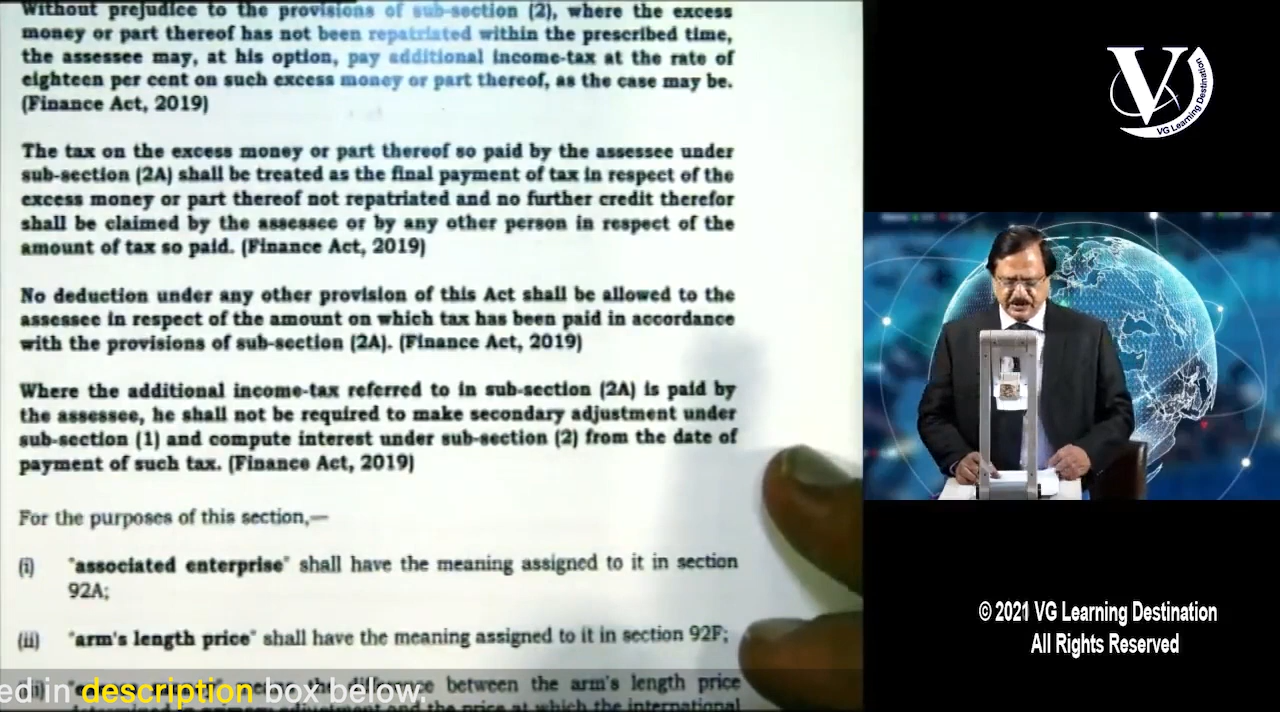 Without prejudice to the provisions of sub-section (2), where the excess
money or part thereof has not been repatriated within the prescribed time,
the assessee may, at his option, pay additional income-tax at the rate of
eighteen per cent on such excess money or part thereof, as the case may be.
(Finance Act, 2019)
The tax on the excess money or part thereof so paid by the assessee under
sub-section (2A) shall be treated as the final payment of tax in respect of the
excess money or part thereof not repatriated and no further credit therefor
shall be claimed by the assessee or by any other person in respect of the
amount of tax so paid. (Finance Act, 2019)
No deduction under any other provision of this Act shall be allowed to the
assessee in respect of the amount on which tax has been paid in accordance
with the provisions of sub-section (2A). (Finance Act, 2019)
Where the additional income-tax referred to in sub-section (2A) is paid by
the assessee, he shall not be required to make secondary adjustment under
sub-section (1) and compute interest under sub-section (2) from the date of
payment of such tax. (Finance Act, 2019)
For the purposes of this section,—
(i) "associated enterprise" shall have the meaning assigned to it in section
92A;
(ii) "arm's length price" shall have the meaning assigned to it in section 92F;
between the arm's length price
and the price at which the international
ed in description box below.
V
VG Learning Destination
© 2021 VG Learning Destination
All Rights Reserved